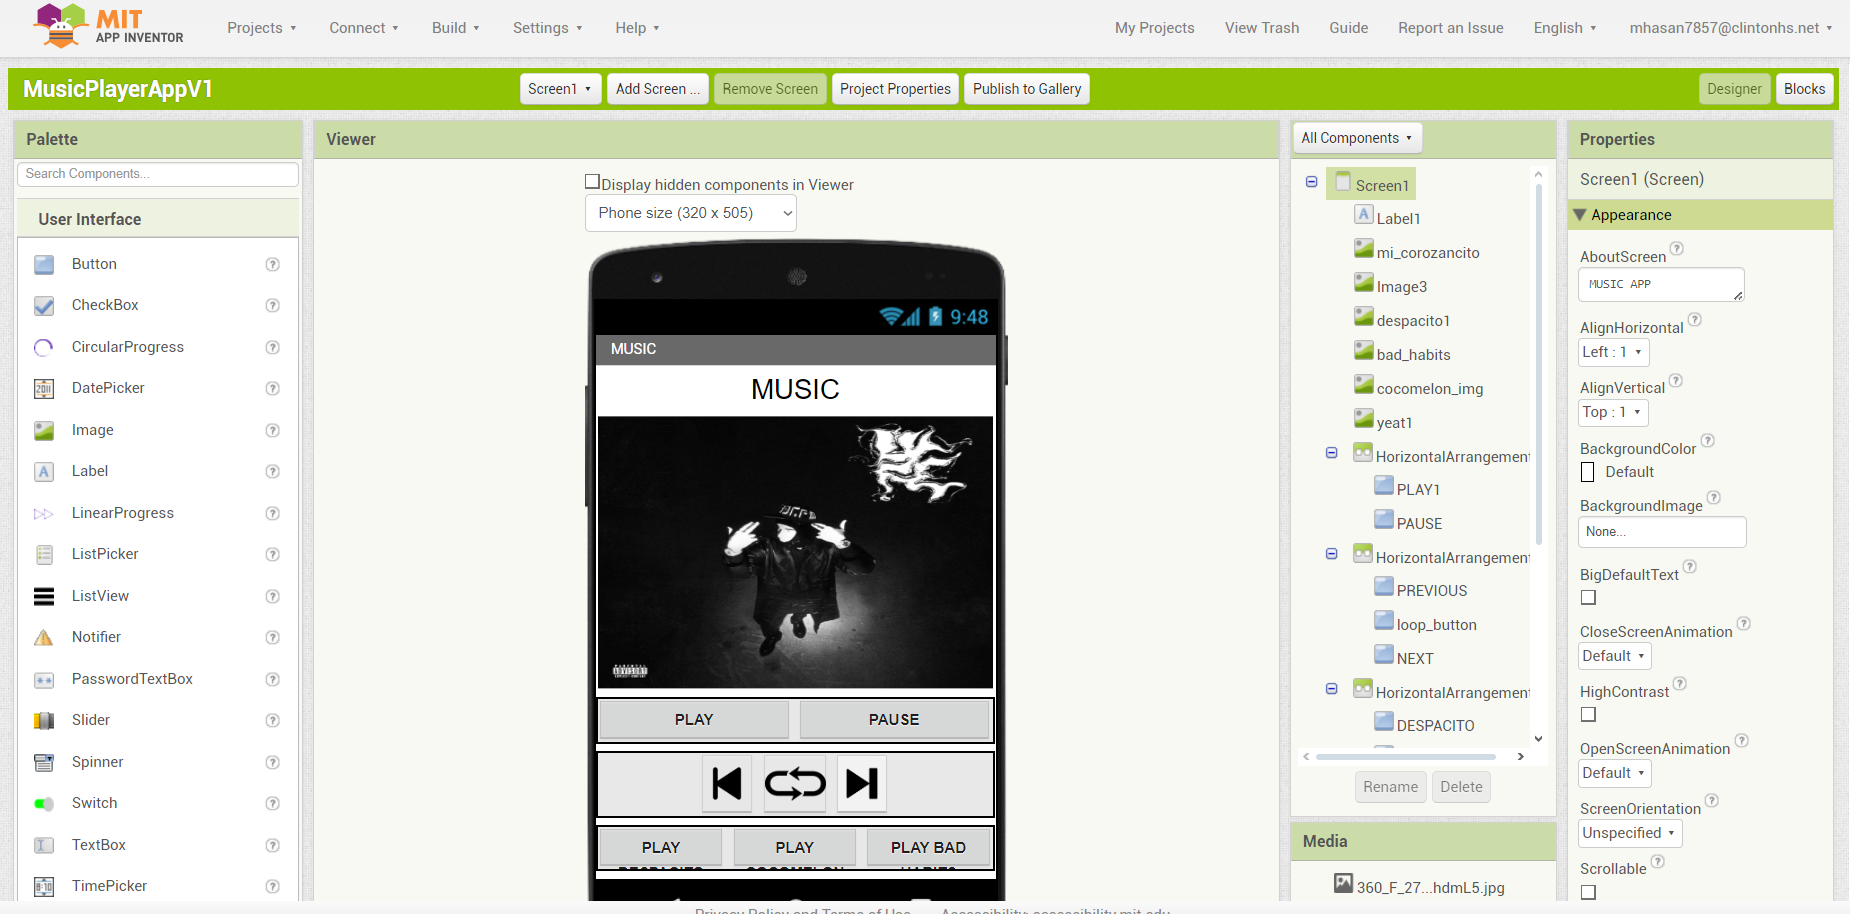 MIT
APP INVENTOR
Projects
Connect
Build
Settings
Help
My Projects
View Trash
Guide
Report an Issue
English
mhasan7857@clintonhs.net
MusicPlayerAppV1
Screen1
Add Screen ...
Remove Screen
Project Properties
Publish to Gallery
Designer
Blocks
Palette
Search Components...
User Interface
Button
CheckBox
CircularProgress
DatePicker
Image
Label
LinearProgress
ListPicker
ListView
Notifier
PasswordTextBox
Slider
Spinner
Switch
TextBox
TimePicker
Viewer
Display hidden components in Viewer
Phone size (320 x 505)
9:48
MUSIC
MUSIC
PLAY
PAUSE
PLAY
DESPACITO
PLAY
COCOMELON
PLAY BAD
HABITS
All Components
Screen1
Label1
mi_corozancito
Image3
despacito1
bad_habits
cocomelon_img
yeat1
HorizontalArrangement
PLAY1
PAUSE
HorizontalArrangement
PREVIOUS
loop_button
NEXT
HorizontalArrangement
DESPACITO
Rename
Delete
Media
360_F_27...hdmL5.jpg
Properties
Screen1 (Screen)
Appearance
AboutScreen
MUSIC APP
AlignHorizontal
Left : 1
AlignVertical
Top : 1
BackgroundColor
Default
BackgroundImage
None...
BigDefaultText
CloseScreenAnimation
Default
HighContrast
OpenScreenAnimation
Default
ScreenOrientation
Unspecified
Scrollable
Privacy Policy and Terms of Use
Accessibility: accessibility.mit.edu